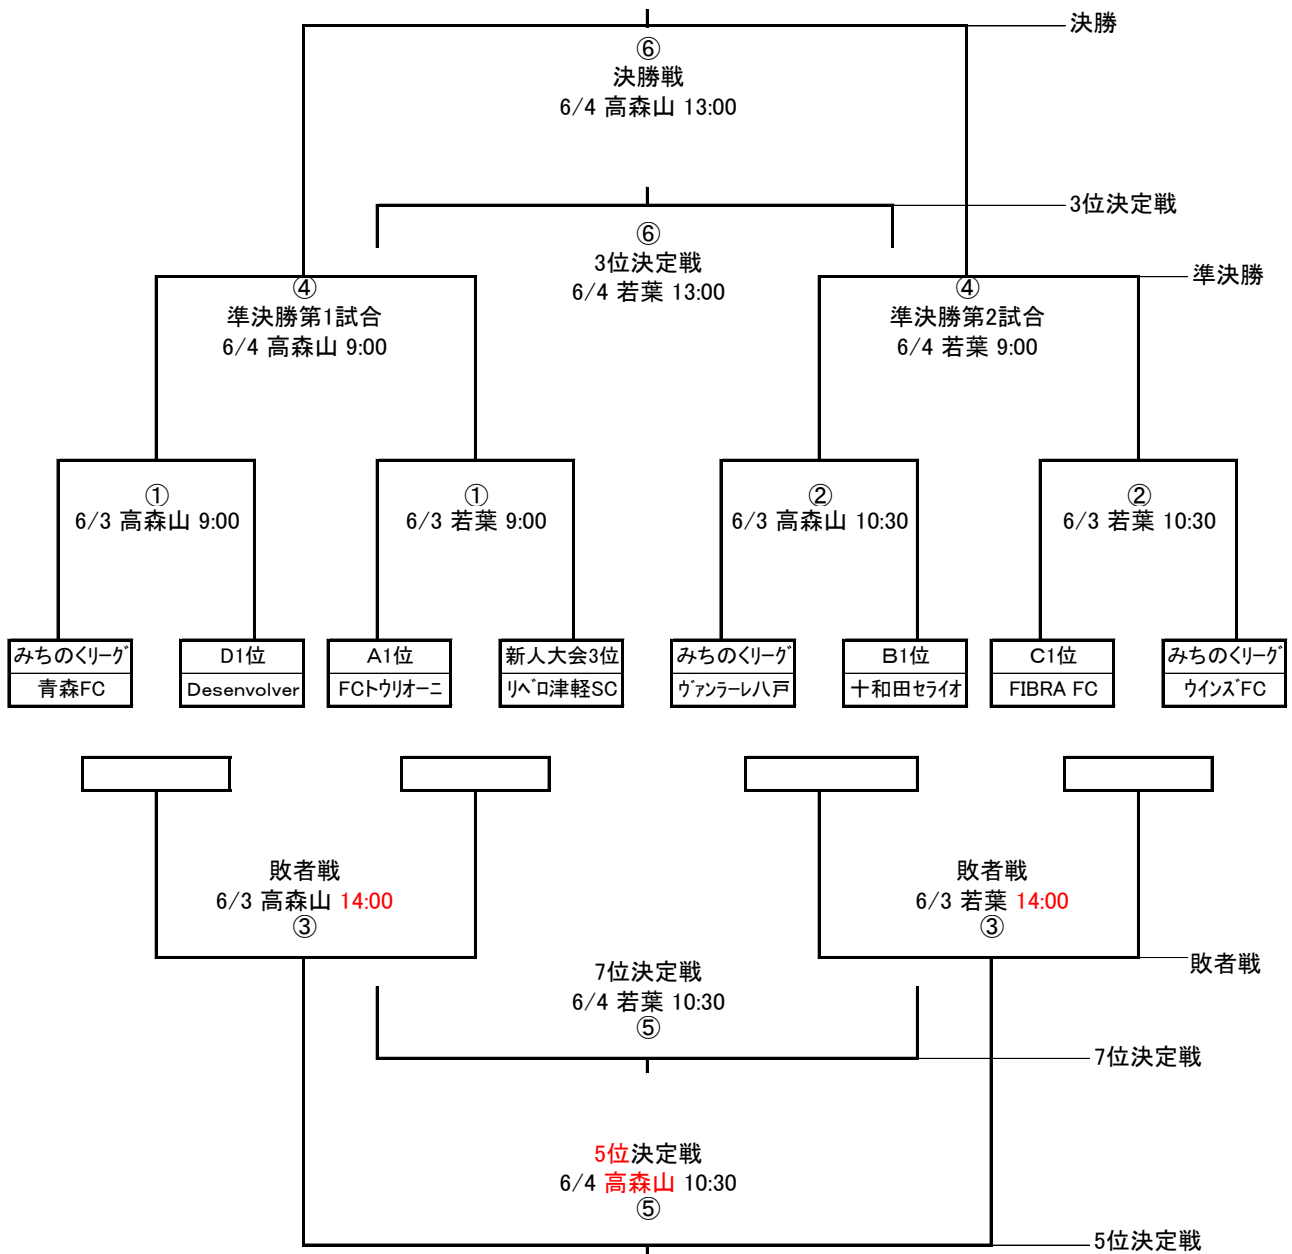 決勝
⑥
決勝戦
6/4 高森山 13:00
3位決定戦
⑥
3位決定戦
6/4 若葉 13:00
準決勝
④
準決勝第1試合
6/4 高森山 9:00
④
準決勝第2試合
6/4 若葉 9:00
①
6/3 高森山 9:00
①
6/3 若葉 9:00
②
6/3 高森山 10:30
②
6/3 若葉 10:30
みちのくリーグ
青森FC
D1位
Desenvolver
A1位
FCトゥリオーニ
新人大会3位
リベロ津軽SC
みちのくリーグ
ヴァンラーレ八戸
B1位
十和田セライオ
C1位
FIBRA FC
みちのくリーグ
ウインズFC
敗者戦
6/3 高森山 14:00
③
敗者戦
6/3 若葉 14:00
③
敗者戦
7位決定戦
6/4 若葉 10:30
⑤
7位決定戦
5位決定戦
6/4 高森山 10:30
⑤
5位決定戦